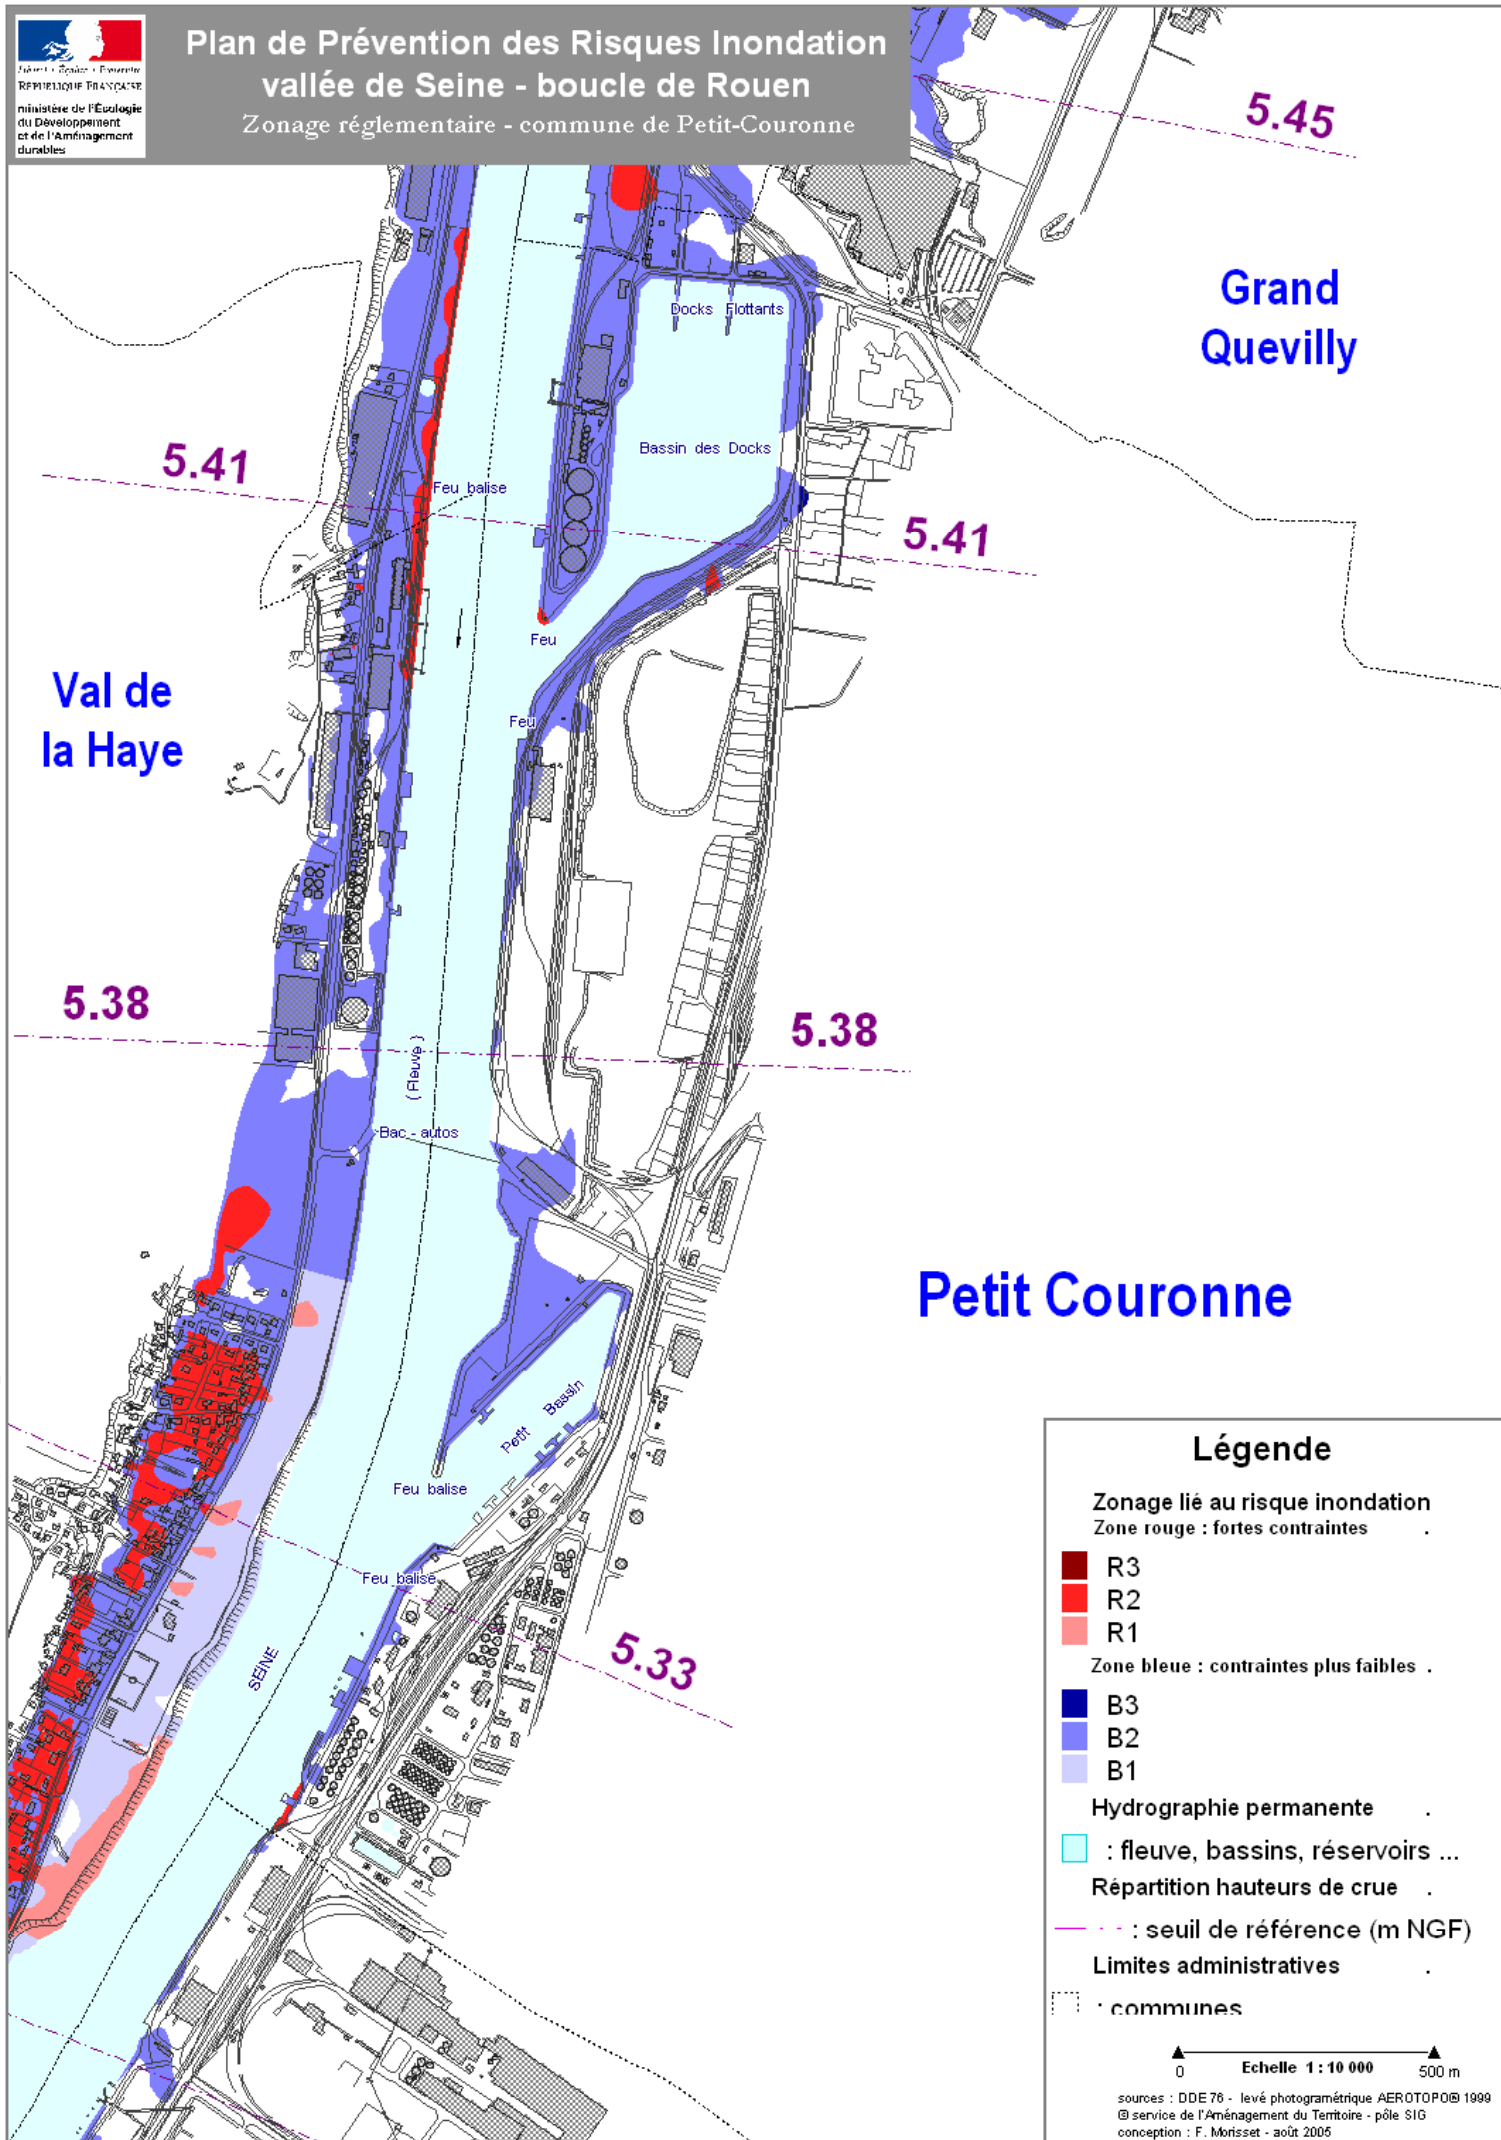 Plan de Prévention des Risques Inondation
vallée de Seine - boucle de Rouen
Zonage réglementaire - commune de Petit-Couronne
Liberté • Égalité • Fraternité
RÉPUBLIQUE FRANÇAISE
ministère de l'Écologie
du Développement
et de l'Aménagement
durables
5.45
Grand
Quevilly
Docks Flottants
Bassin des Docks
5.41
Feu balise
5.41
Feu
Val de
la Haye
Feu
5.38
5.38
( Fleuve )
Bac - autos
Petit Couronne
Petit Bassin
Feu balise
Feu balise
SEINE
5.33
Légende
Zonage lié au risque inondation
Zone rouge : fortes contraintes .
R3
R2
R1
Zone bleue : contraintes plus faibles .
B3
B2
B1
Hydrographie permanente .
: fleuve, bassins, réservoirs ...
Répartition hauteurs de crue .
: seuil de référence (m NGF)
Limites administratives .
: communes
0 Echelle 1 : 10 000 500 m
sources : DDE 76 - levé photogramétrique AEROTOPO® 1999
@ service de l'Aménagement du Territoire - pôle SIG
conception : F. Morisset - août 2005